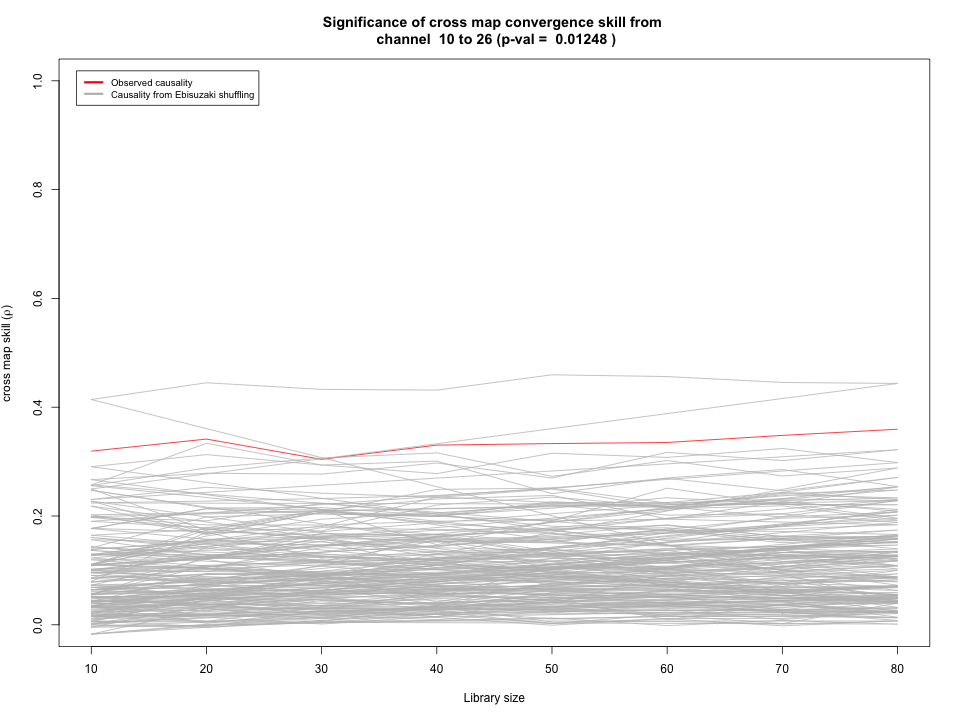 Significance of cross map convergence skill from
channel  10 to 26 (p-val =  0.01248 )
Observed causality
Causality from Ebisuzaki shuffling
cross map skill (ρ)
1.0
0.8
0.6
0.4
0.2
0.0
10 20 30 40 50 60 70 80
Library size